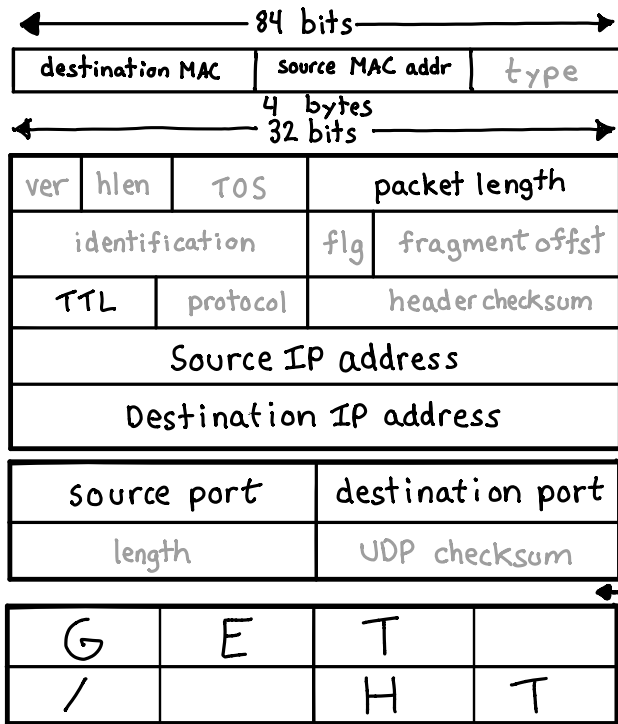 84 bits
destination MAC source MAC addr type
4 bytes
32 bits
ver hlen TOS packet length
identification flg fragment offst
TTL protocol header checksum
Source IP address
Destination IP address
source port destination port
length UDP checksum
G E T
/ H T